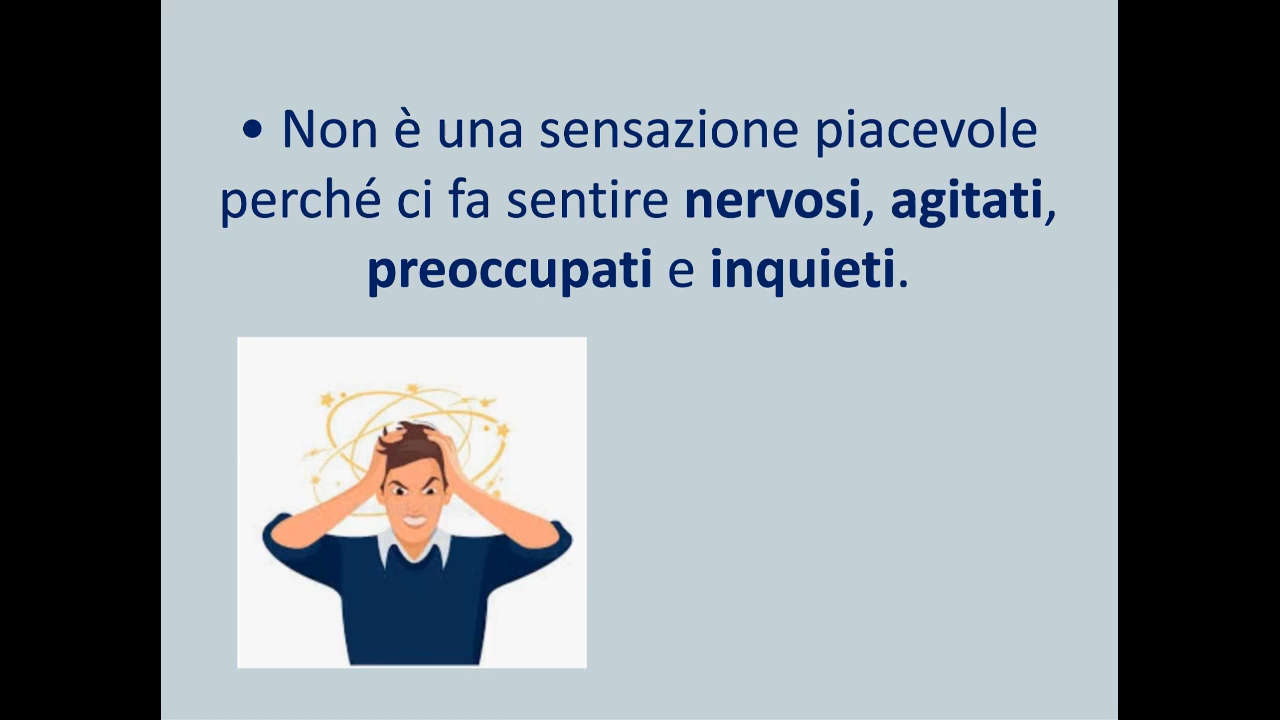 • Non è una sensazione piacevole
perché ci fa sentire nervosi, agitati,
preoccupati e inquieti.